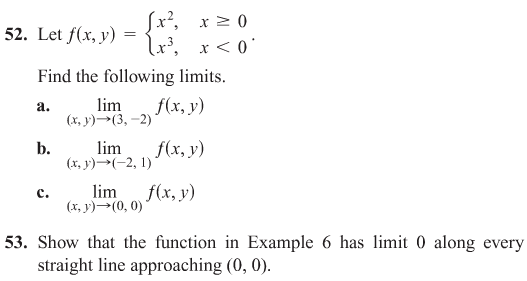 52. Let f(x, y) = { x², x ≥ 0
x³, x < 0 .
Find the following limits.
a. lim f(x, y)
(x, y)→(3, −2)
b. lim f(x, y)
(x, y)→(−2, 1)
c. lim f(x, y)
(x, y)→(0, 0)
53. Show that the function in Example 6 has limit 0 along every
straight line approaching (0, 0).